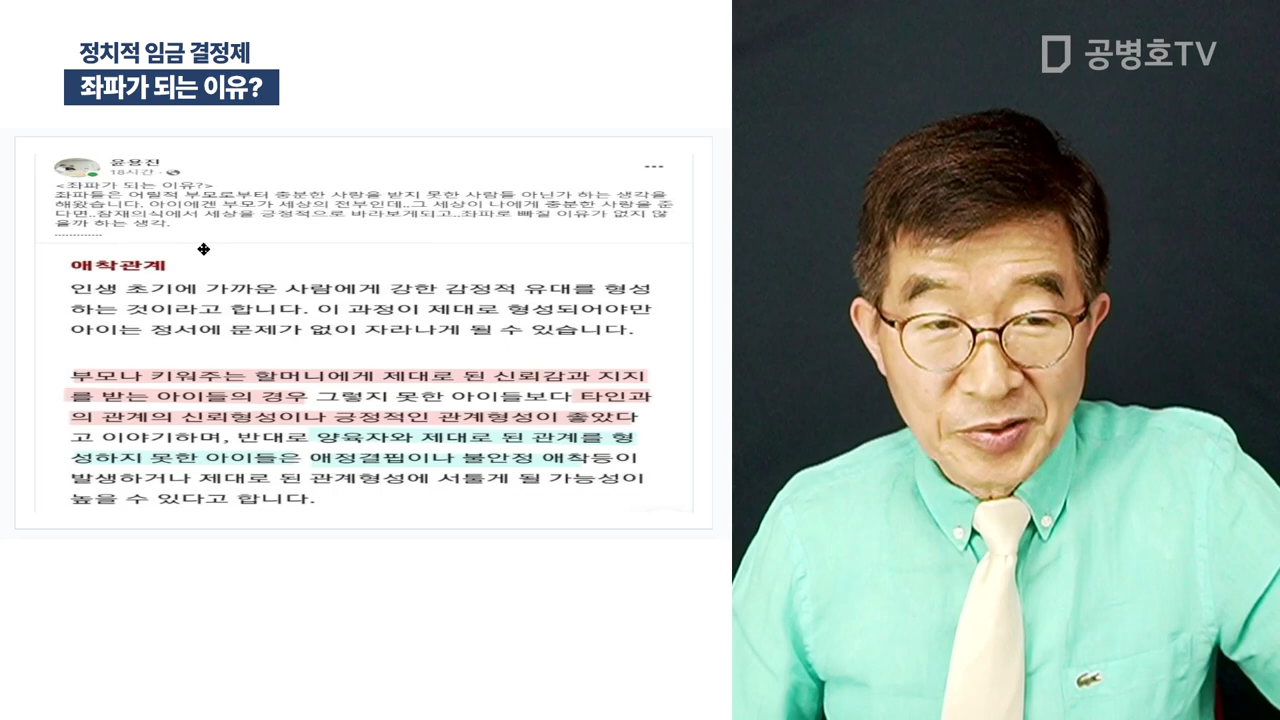 정치적 임금 결정제
좌파가 되는 이유?
공병호TV
윤용진
18시간 ·
<좌파가 되는 이유?>
좌파들은 어릴적 부모로부터 충분한 사랑을 받지 못한 사람들 아닌가 하는 생각을
해왔습니다. 아이에겐 부모가 세상의 전부인데..그 세상이 나에게 충분한 사랑을 준
다면..잠재의식에서 세상을 긍정적으로 바라보게되고..좌파로 빠질 이유가 없지 않
을까 하는 생각.
-------------
애착관계
인생 초기에 가까운 사람에게 강한 감정적 유대를 형성
하는 것이라고 합니다. 이 과정이 제대로 형성되어야만
아이는 정서에 문제가 없이 자라나게 될 수 있습니다.
부모나 키워주는 할머니에게 제대로 된 신뢰감과 지지
를 받는 아이들의 경우 그렇지 못한 아이들보다 타인과
의 관계의 신뢰형성이나 긍정적인 관계형성이 좋았다
고 이야기하며, 반대로 양육자와 제대로 된 관계를 형
성하지 못한 아이들은 애정결핍이나 불안정 애착등이
발생하거나 제대로 된 관계형성에 서툴게 될 가능성이
높을 수 있다고 합니다.